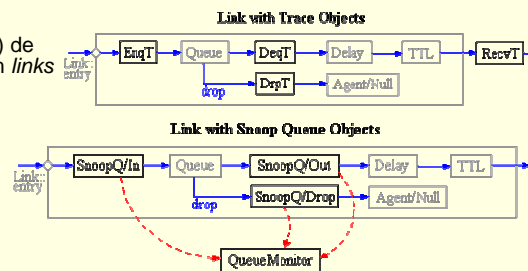 Link with Trace Objects
) de
n links
Link::
entry
EnqT
Queue
DeqT
Delay
TTL
RecvT
drop
DrpT
Agent/Null
Link with Snoop Queue Objects
Link::
entry
SnoopQ/In
Queue
SnoopQ/Out
Delay
TTL
drop
SnoopQ/Drop
Agent/Null
QueueMonitor